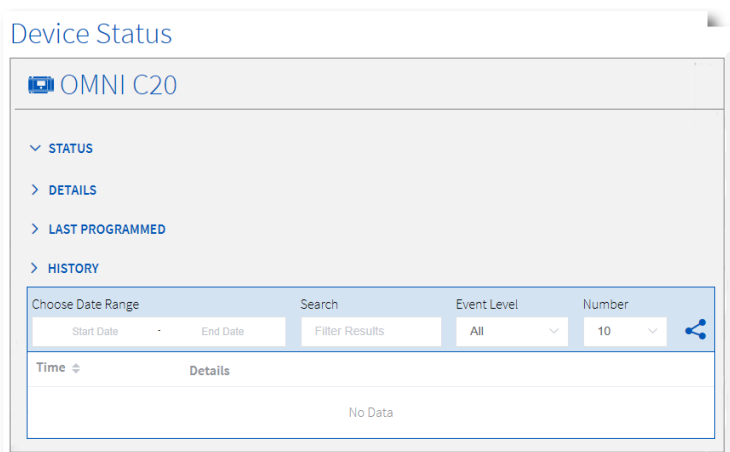 Device Status
OMNI C20
STATUS
DETAILS
LAST PROGRAMMED
HISTORY
Choose Date Range Search Event Level Number
Start Date - End Date Filter Results All 10
Time Details
No Data